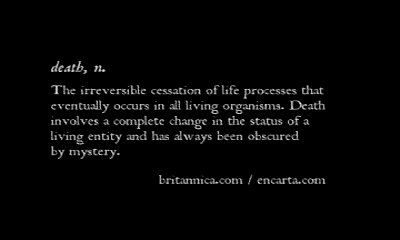 death, n.
The irreversible cessation of life processes that
eventually occurs in all living organisms. Death
involves a complete change in the status of a
living entity and has always been obscured
by mystery.
britannica.com / encarta.com